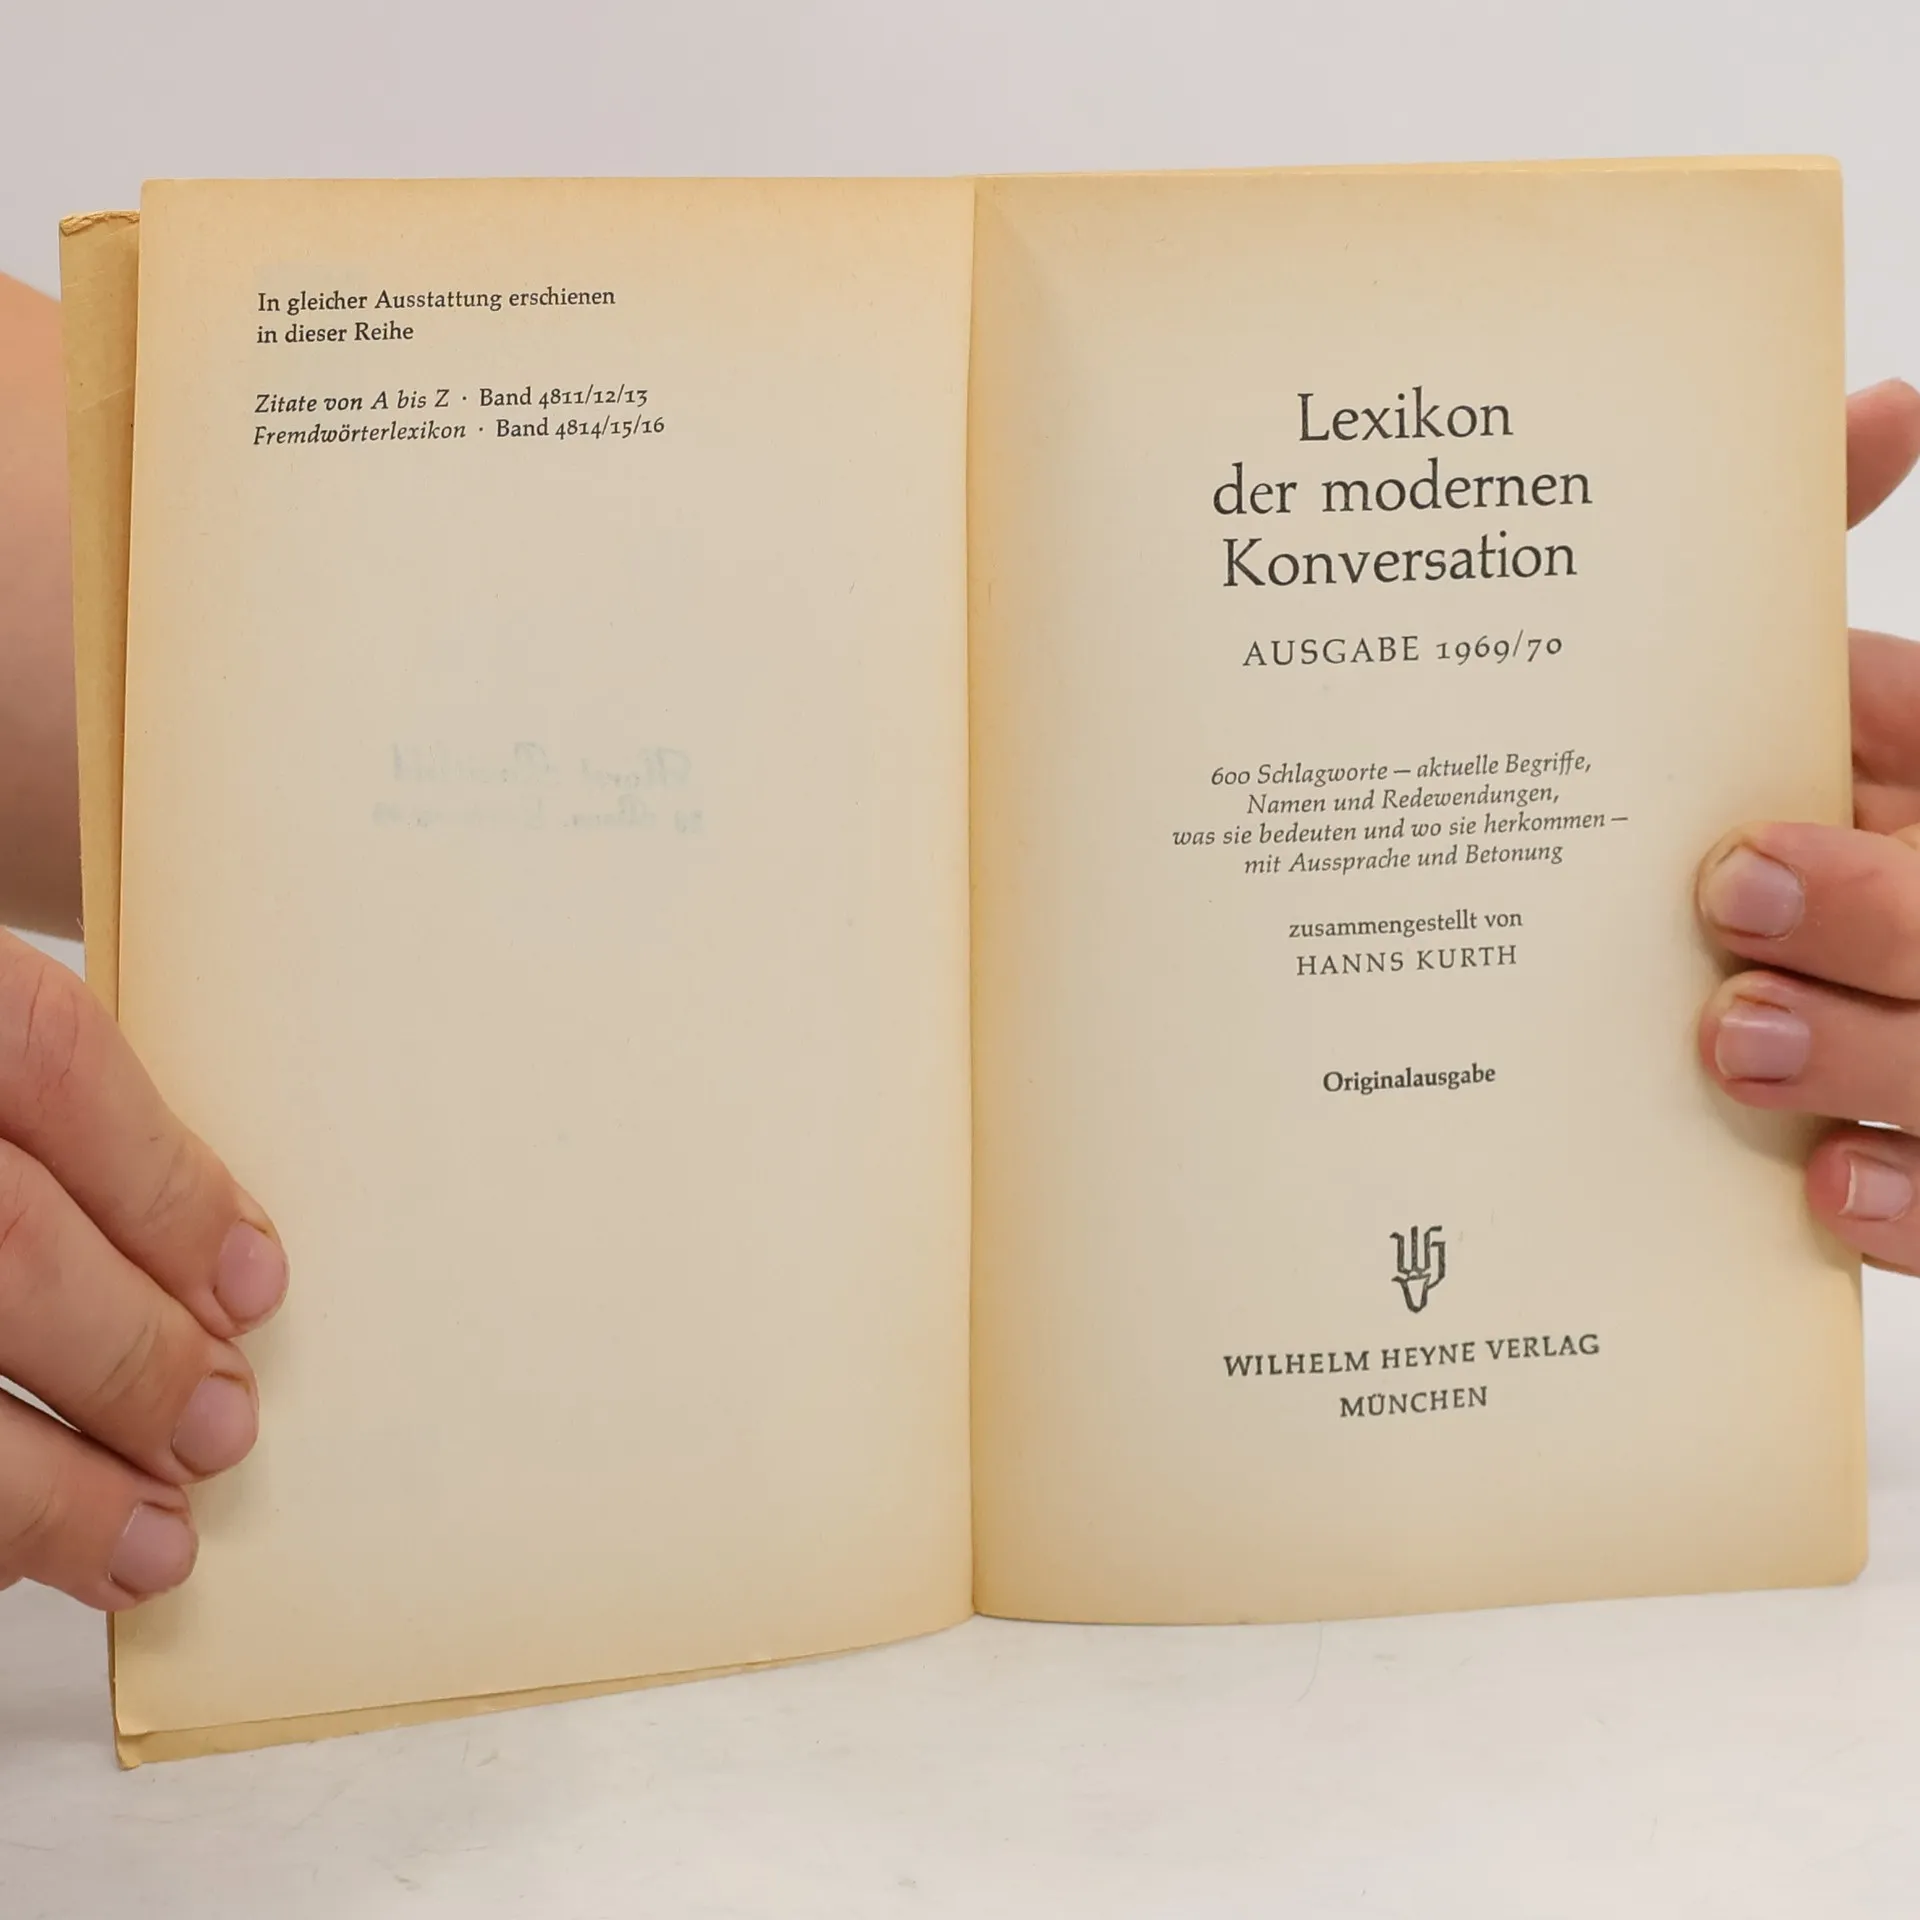 In gleicher Ausstattung erschienen
in dieser Reihe
Zitate von A bis Z · Band 4811/12/13
Fremdwörterlexikon · Band 4814/15/16
Lexikon
der modernen
Konversation
AUSGABE 1969/70
600 Schlagworte – aktuelle Begriffe,
Namen und Redewendungen,
was sie bedeuten und wo sie herkommen –
mit Aussprache und Betonung
zusammengestellt von
HANNS KURTH
Originalausgabe
WILHELM HEYNE VERLAG
MÜNCHEN